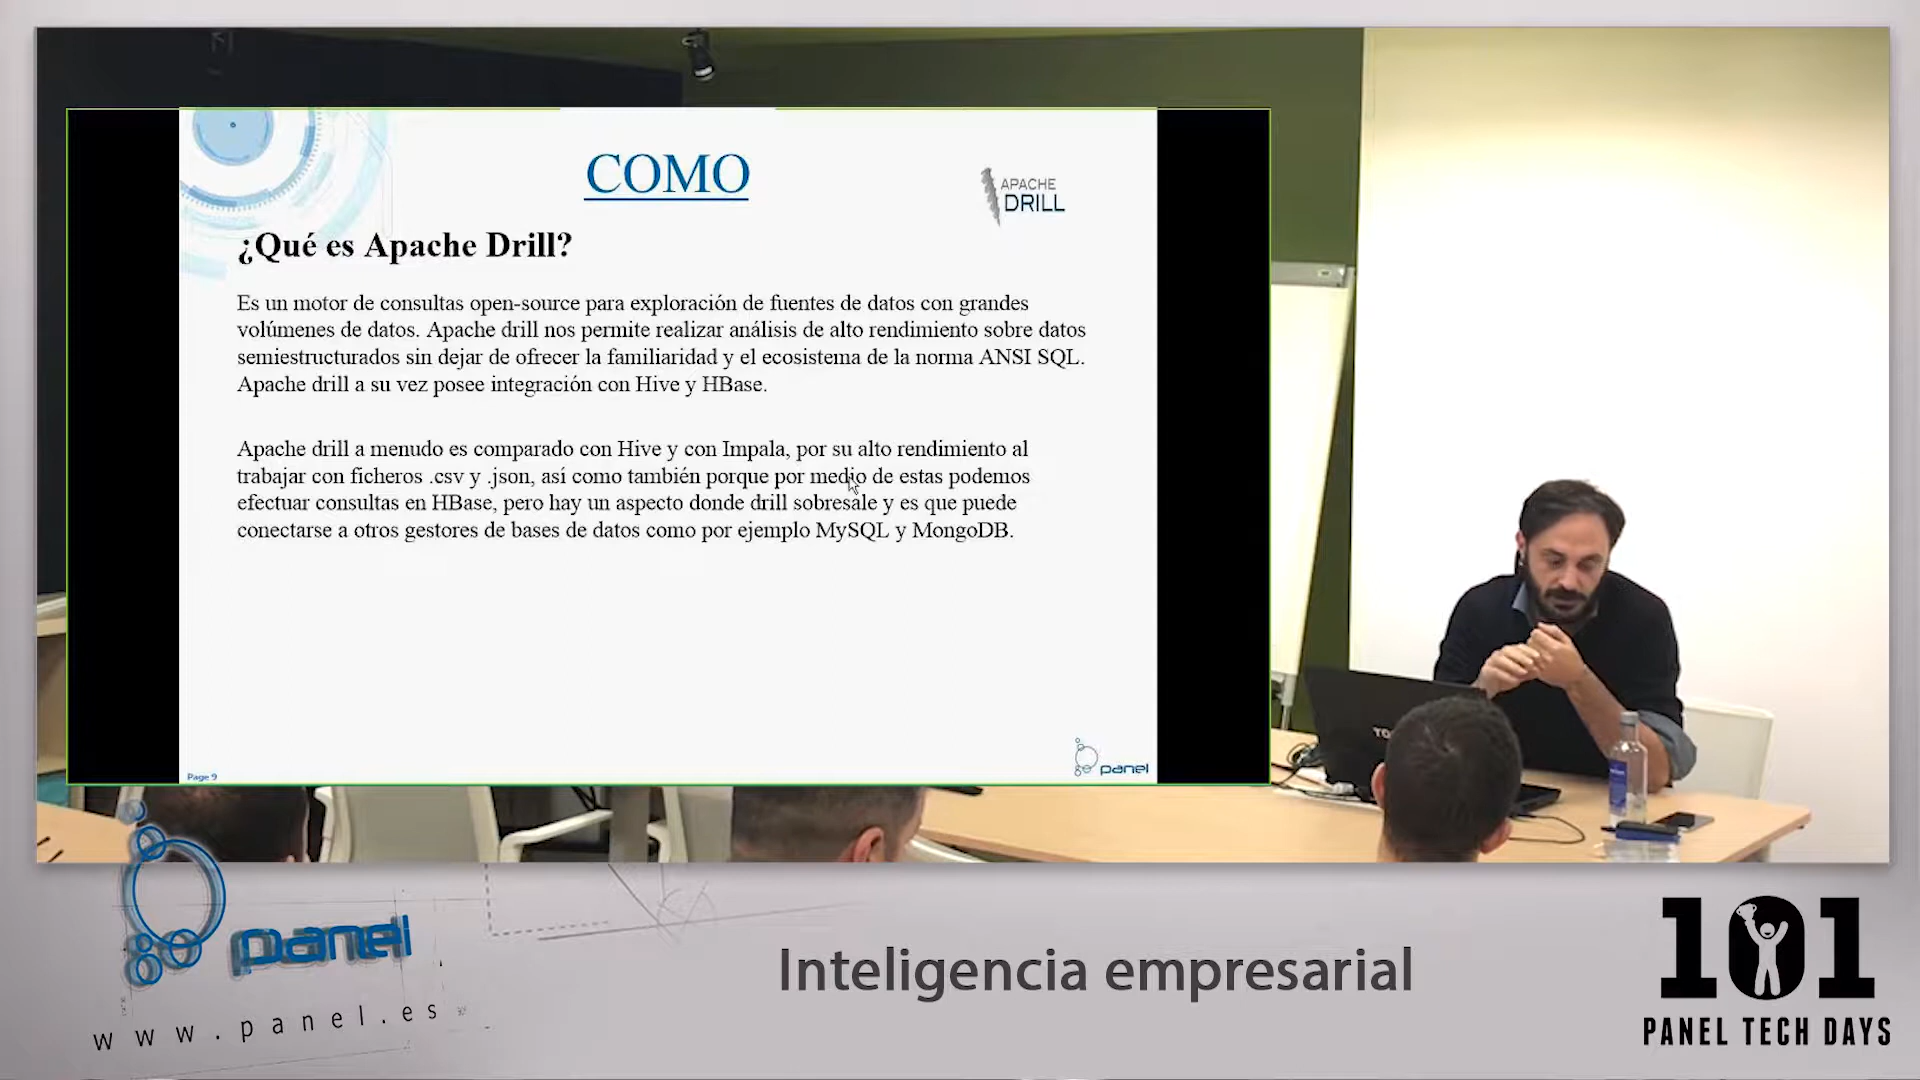 COMO
APACHE
DRILL
¿Qué es Apache Drill?
Es un motor de consultas open-source para exploración de fuentes de datos con grandes
volúmenes de datos. Apache drill nos permite realizar análisis de alto rendimiento sobre datos
semiestructurados sin dejar de ofrecer la familiaridad y el ecosistema de la norma ANSI SQL.
Apache drill a su vez posee integración con Hive y HBase.
Apache drill a menudo es comparado con Hive y con Impala, por su alto rendimiento al
trabajar con ficheros .csv y .json, así como también porque por medio de estas podemos
efectuar consultas en HBase, pero hay un aspecto donde drill sobresale y es que puede
conectarse a otros gestores de bases de datos como por ejemplo MySQL y MongoDB.
Page 9
panel
panel
www.panel.es
Inteligencia empresarial
101
PANEL TECH DAYS